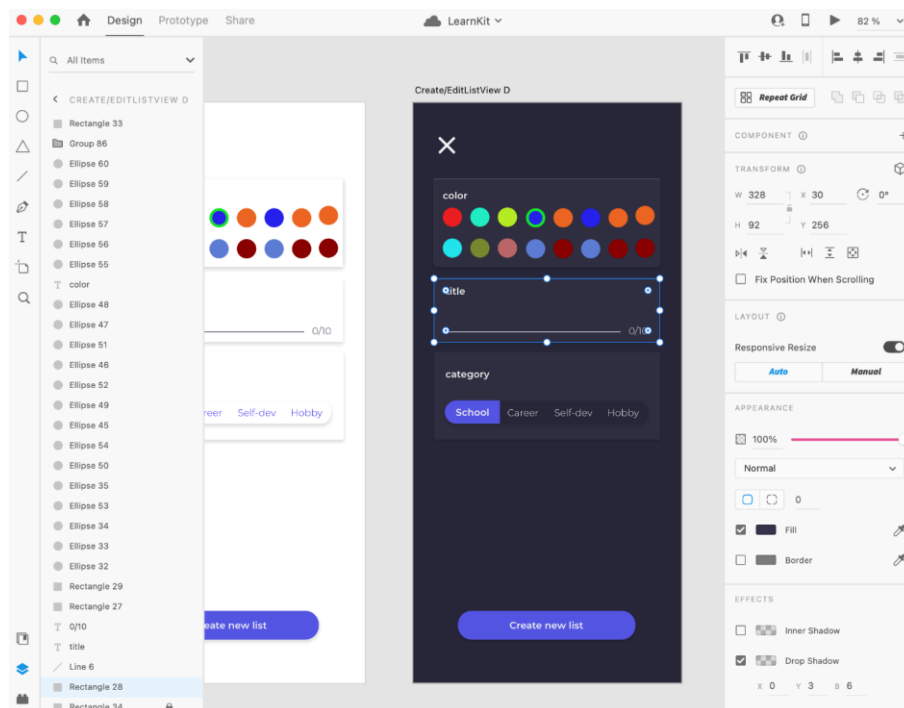 Design Prototype Share LearnKit 82 %
All Items
CREATE/EDITLISTVIEW D
Rectangle 33
Group 86
Ellipse 60
Ellipse 59
Ellipse 58
Ellipse 57
Ellipse 56
Ellipse 55
T color
Ellipse 48
Ellipse 47
Ellipse 51
Ellipse 46
Ellipse 52
Ellipse 49
Ellipse 45
Ellipse 54
Ellipse 50
Ellipse 35
Ellipse 53
Ellipse 34
Ellipse 33
Ellipse 32
Rectangle 29
Rectangle 27
T 0/10
T title
Line 6
Rectangle 28
Rectangle 34
T
0/10
reer Self-dev Hobby
eate new list
Create/EditListView D
color
title
0/10
category
School Career Self-dev Hobby
Create new list
Repeat Grid
COMPONENT
TRANSFORM
W 328 X 30 0°
H 92 Y 256
Fix Position When Scrolling
LAYOUT
Responsive Resize
Auto Manual
APPEARANCE
100%
Normal
0
Fill
Border
EFFECTS
Inner Shadow
Drop Shadow
X 0 Y 3 B 6